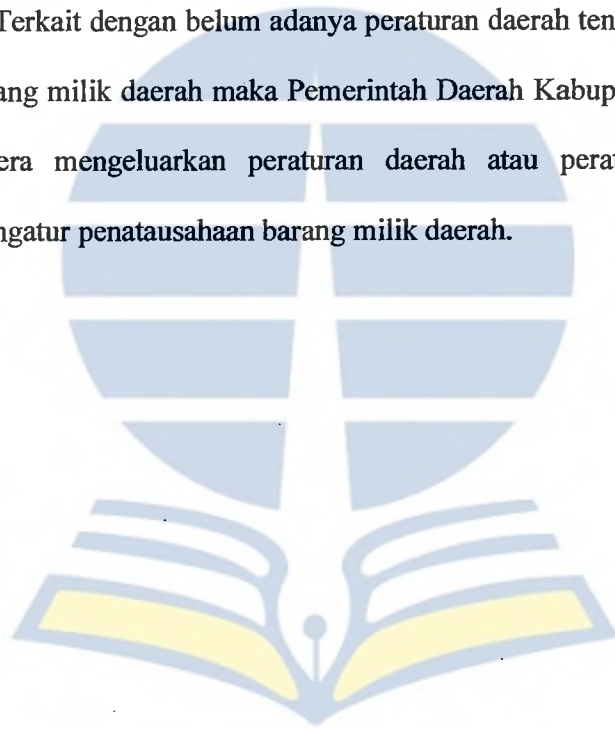 Terkait dengan belum adanya peraturan daerah ten
ang milik daerah maka Pemerintah Daerah Kabup
era mengeluarkan peraturan daerah atau perat
ngatur penatausahaan barang milik daerah.